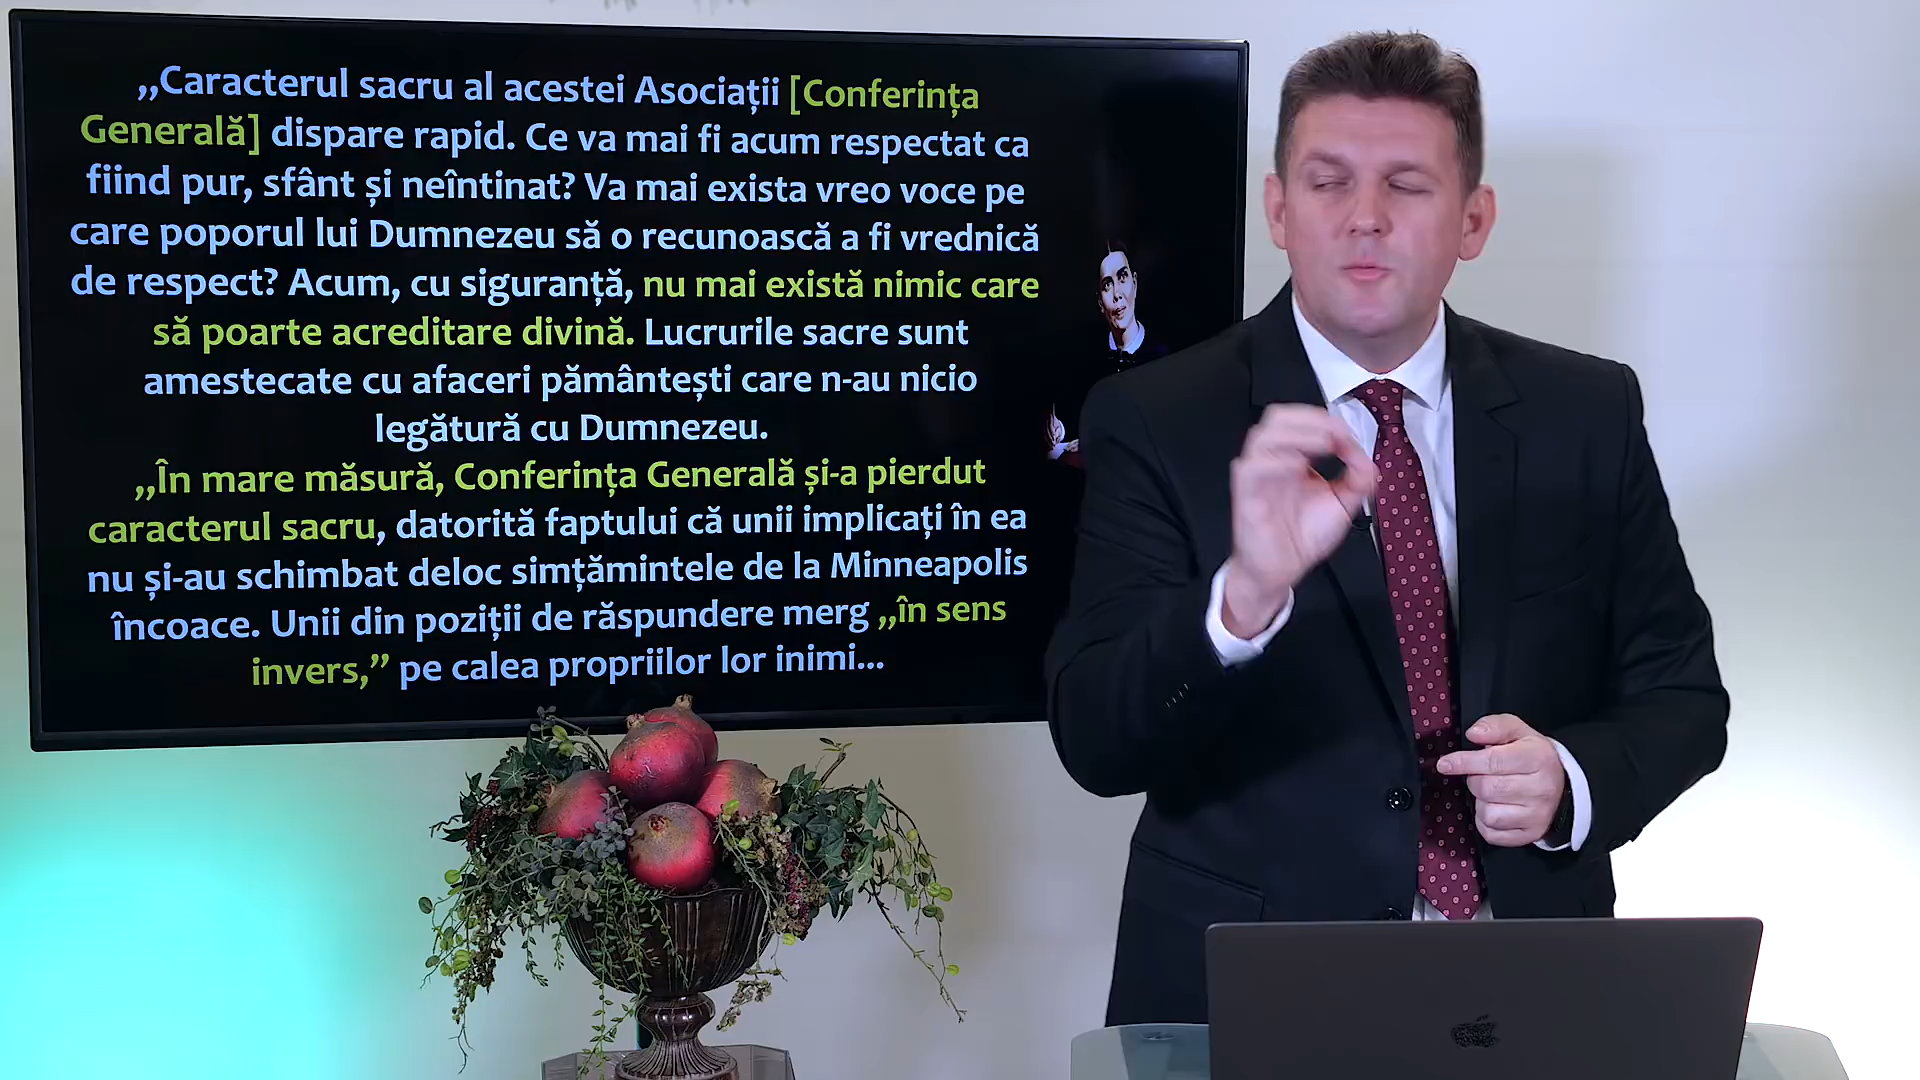 „Caracterul sacru al acestei Asociații [Conferința
Generală] dispare rapid. Ce va mai fi acum respectat ca
fiind pur, sfânt și neîntinat? Va mai exista vreo voce pe
care poporul lui Dumnezeu să o recunoască a fi vrednică
de respect? Acum, cu siguranță, nu mai există nimic care
să poarte acreditare divină. Lucrurile sacre sunt
amestecate cu afaceri pământești care n-au nicio
legătură cu Dumnezeu.
„În mare măsură, Conferința Generală și-a pierdut
caracterul sacru, datorită faptului că unii implicați în ea
nu și-au schimbat deloc simțămintele de la Minneapolis
încoace. Unii din poziții de răspundere merg „în sens
invers,” pe calea propriilor lor inimi...